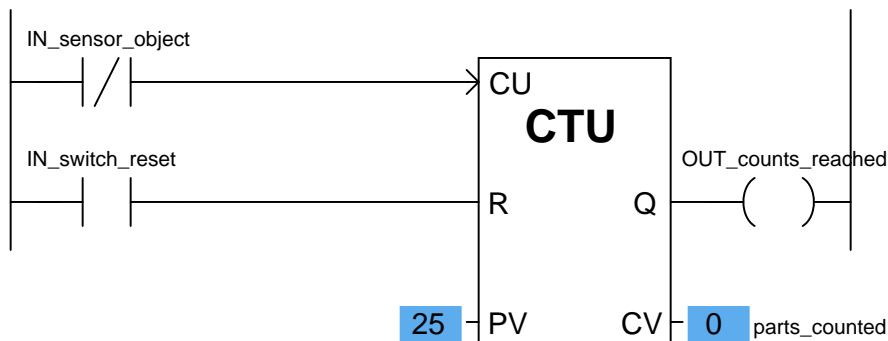 IN_sensor_object
CU
CTU
IN_switch_reset
OUT_counts_reached
R Q
25 PV CV 0 parts_counted